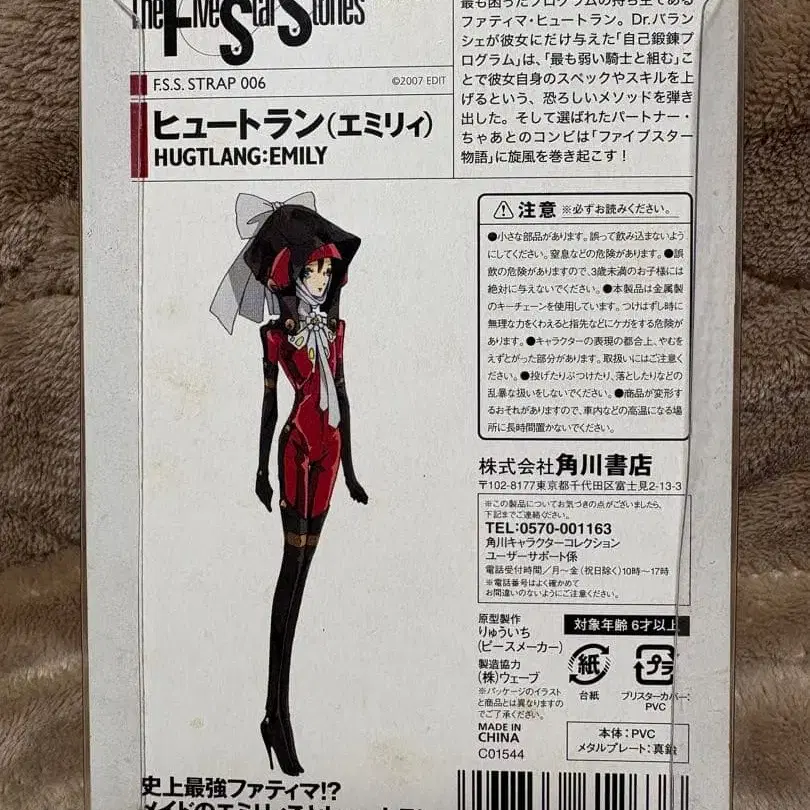 The Five Star Stories
F.S.S. STRAP 006
©2007 EDIT
ヒュートラン(エミリィ)
HUGTLANG:EMILY
最も困ったプログラムの持ち主である
ファティマ・ヒュートラン。Dr.バラン
シェが彼女にだけ与えた「自己鍛錬プ
ログラム」は、「最も弱い騎士と組む」こ
とで彼女自身のスペックやスキルを上
げるという、恐ろしいメソッドを弾き
出した。そして選ばれたパートナー・
ちゃあとのコンビは「ファイブスター
物語」に旋風を巻き起こす！
注意 ※必ずお読みください。
●小さな部品があります。誤って飲み込まないよう
にしてください。窒息などの危険があります。●誤
飲の危険がありますので、3歳未満のお子様には
絶対に与えないでください。●本製品は金属製
のキーチェーンを使用しています。つけはずし時に
無理な力をくわえると指先などにケガをする危険が
あります。●キャラクターの表現の都合上、やむを
えずとがった部分があります。取扱いにはご注意く
ださい。●投げたりぶつけたり、落としたりなどの
乱暴な扱いをしないでください。●商品が変形す
るおそれがありますので、車内などの高温になる場
所に長時間置かないでください。
株式会社角川書店
〒102-8177東京都千代田区富士見2-13-3
※この製品についてお気づきの点がございましたら、
下記までご連絡ください。
TEL:0570-001163
角川キャラクターコレクション
ユーザーサポート係
電話受付時間／月～金（祝日除く）10時～17時
※電話番号はよく確かめて
お間違いのないようにご注意ください。
原型製作
りゅういち
(ピースメーカー)
製造協力
(株)ウェーブ
※パッケージのイラスト
と商品とは異なりますの
でご了承ください。
MADE IN
CHINA
C01544
対象年齢 6才以上
紙
台紙
プラ
ブリスターカバー:
PVC
本体：PVC
メタルプレート：真鍮
史上最強ファティマ!?